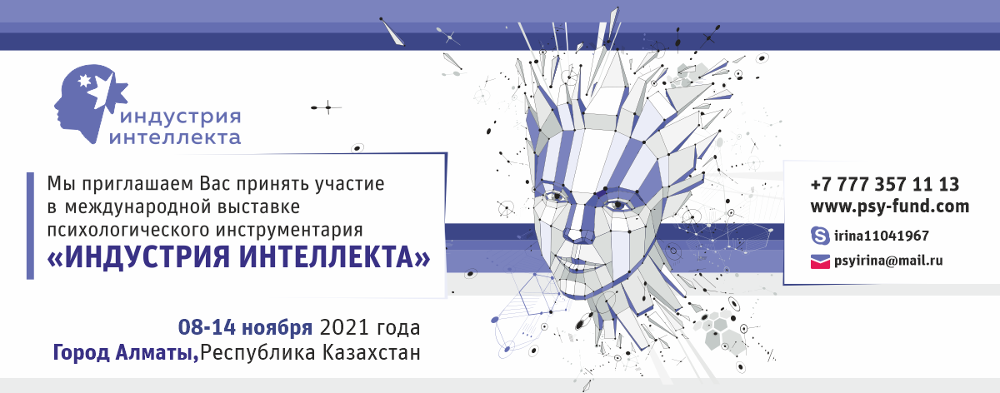 индустрия
интеллекта
Мы приглашаем Вас принять участие
в международной выставке
психологического инструментария
«ИНДУСТРИЯ ИНТЕЛЛЕКТА»
08-14 ноября 2021 года
Город Алматы,Республика Казахстан
+7 777 357 11 13
www.psy-fund.com
irina11041967
psyirina@mail.ru